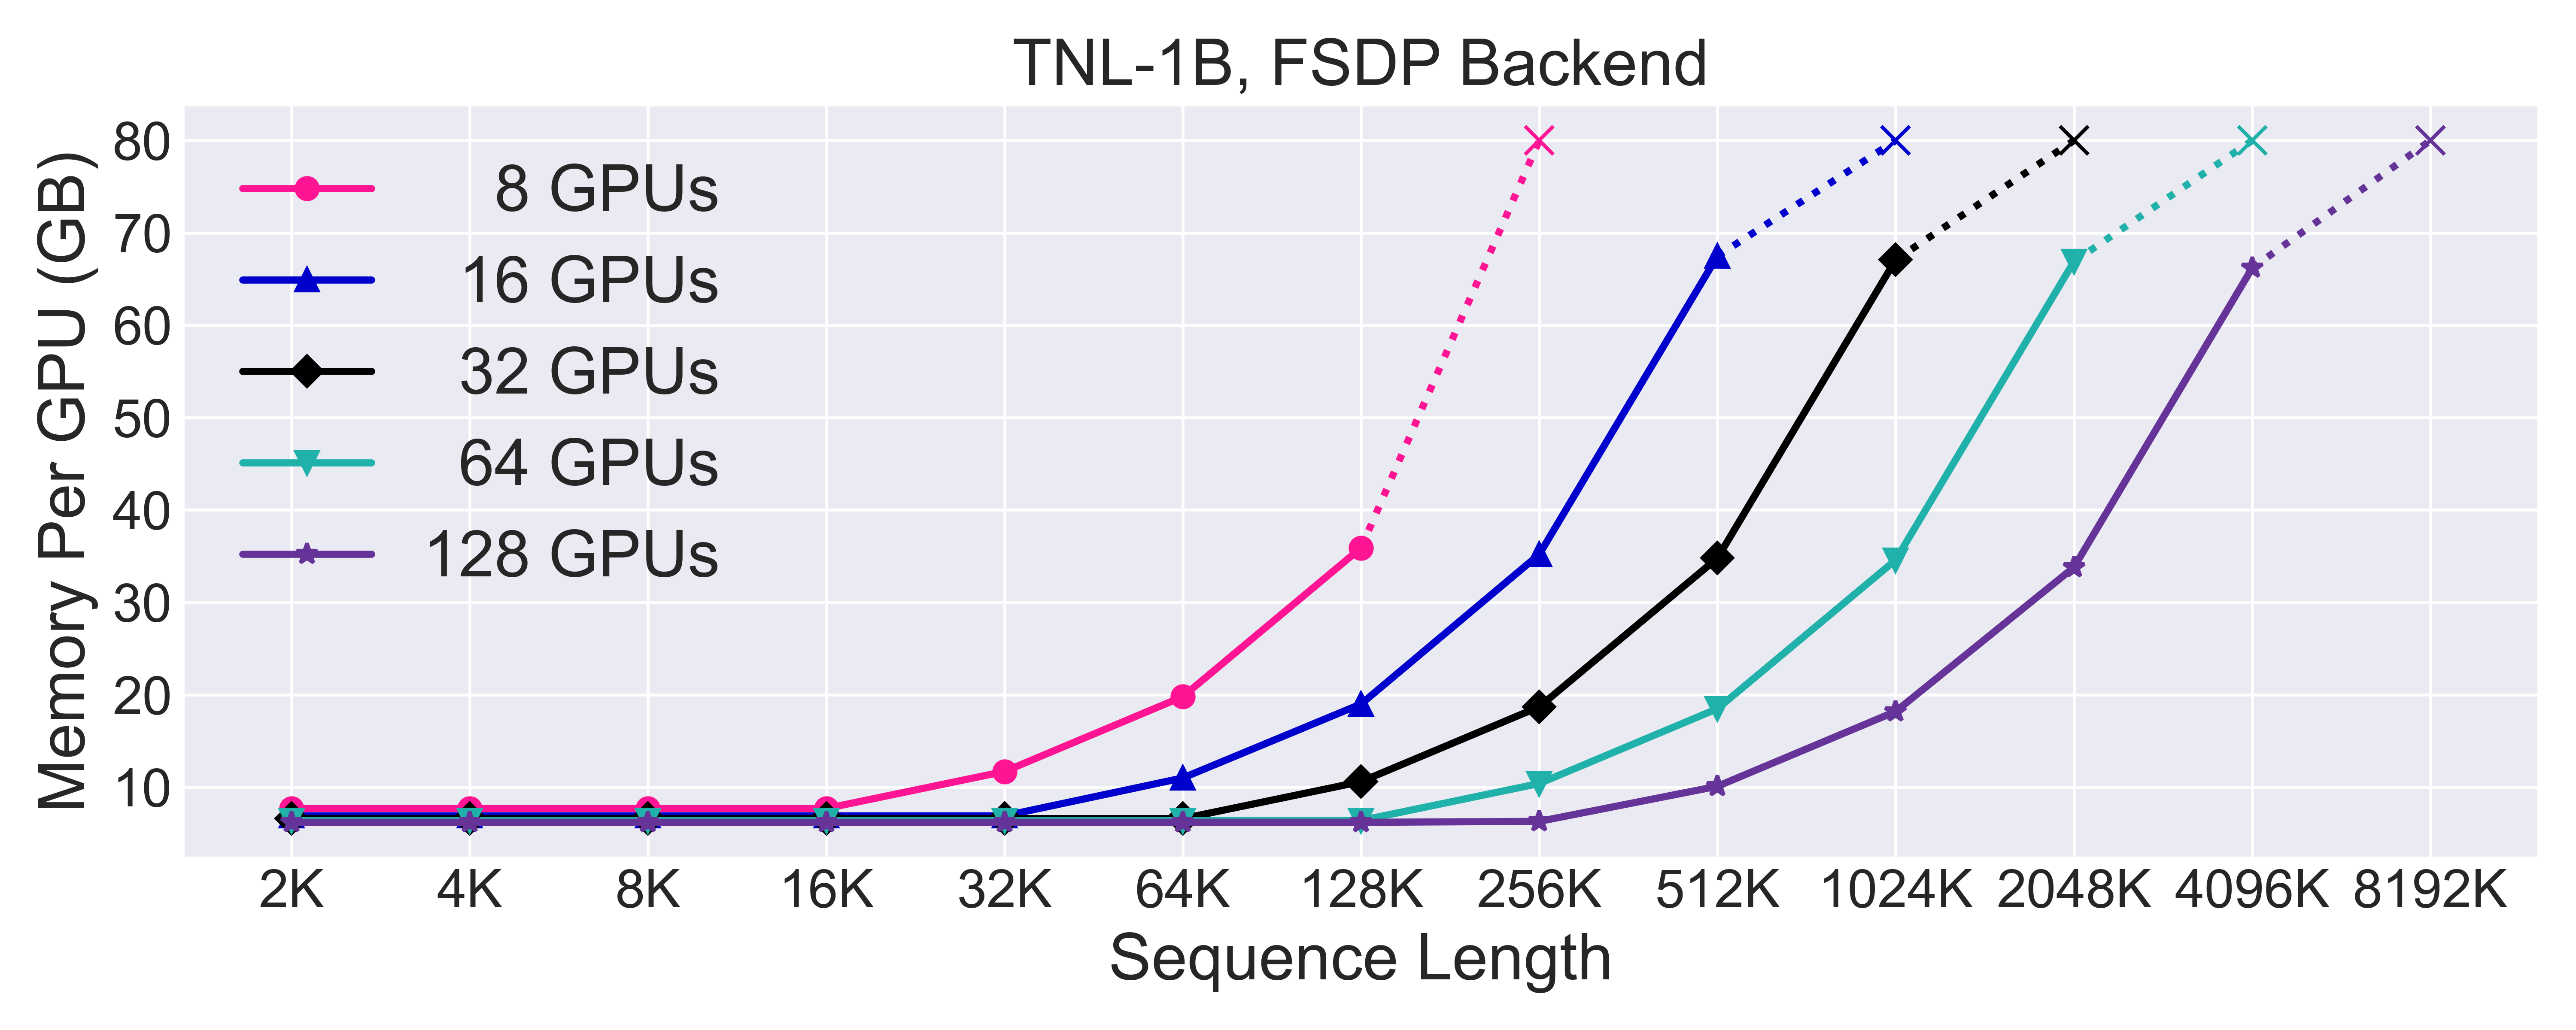 TNL-1B, FSDP Backend
Memory Per GPU (GB)
80
70
60
50
40
30
20
10
8 GPUs
16 GPUs
32 GPUs
64 GPUs
128 GPUs
2K 4K 8K 16K 32K 64K 128K 256K 512K 1024K 2048K 4096K 8192K
Sequence Length